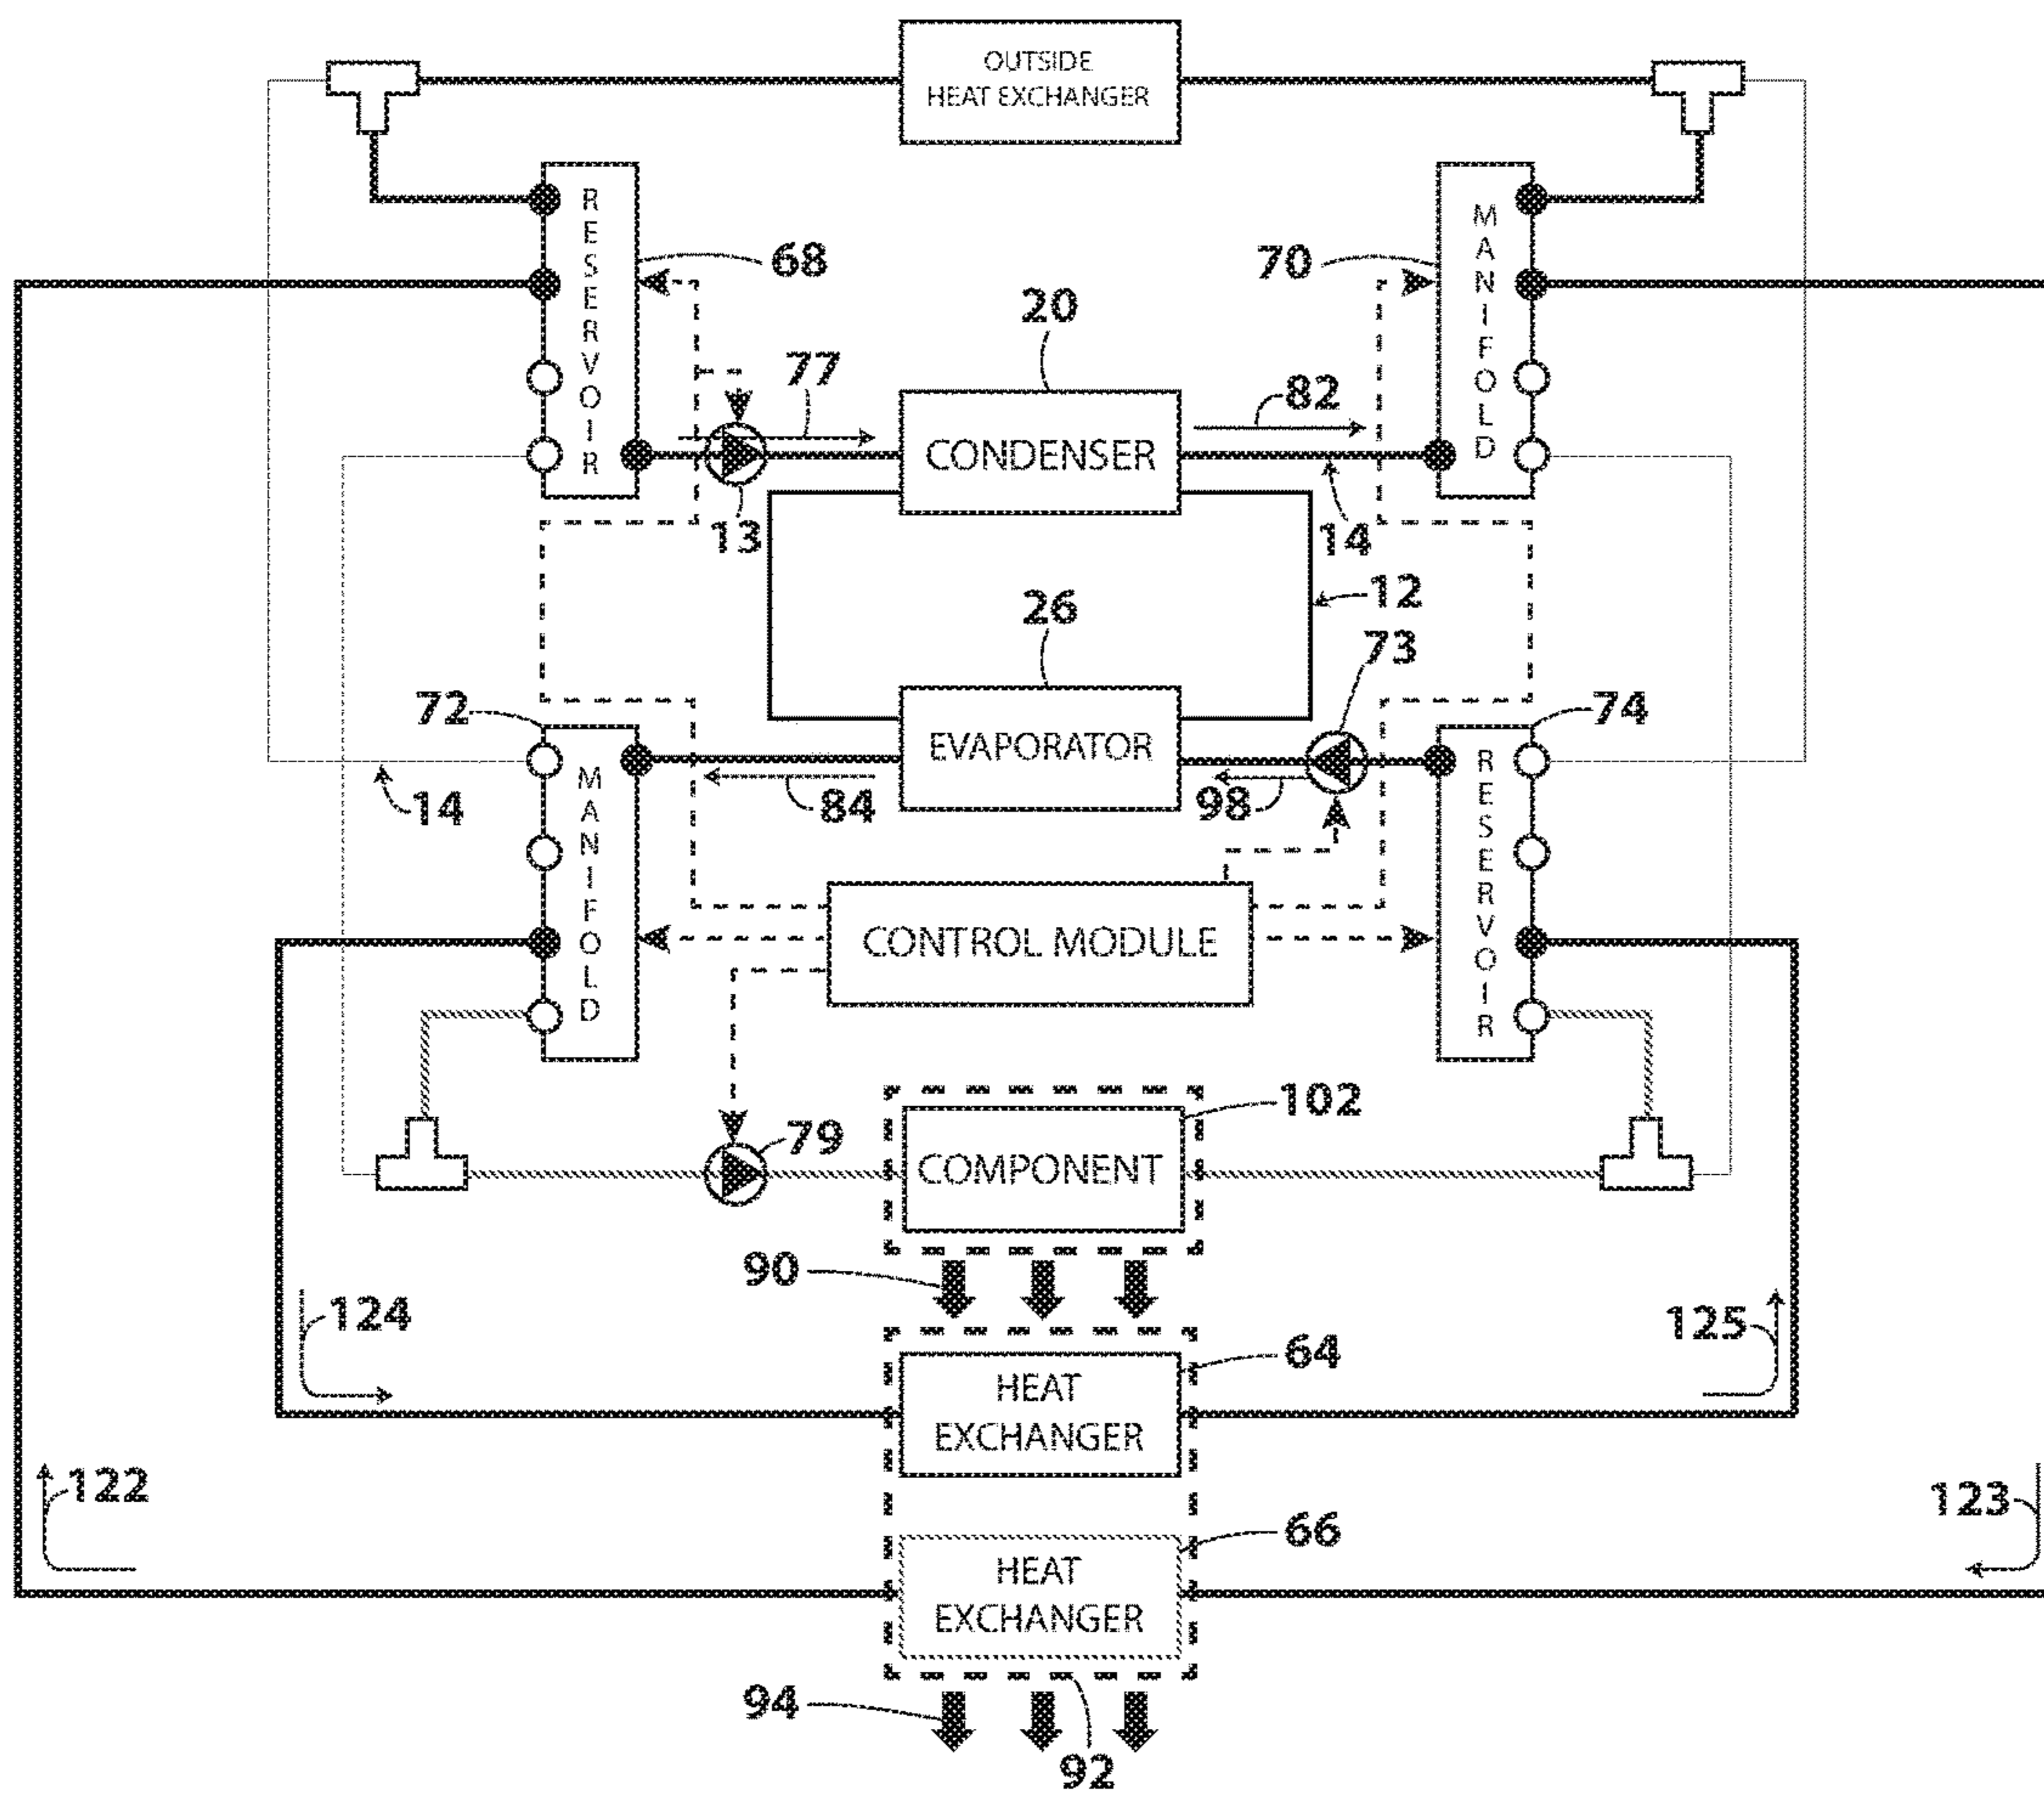 OUTSIDE
HEAT EXCHANGER
RESERVOIR
68
70
MANIFOLD
20
77
82
CONDENSER
13
14
12
26
73
72
74
EVAPORATOR
MANIFOLD
RESERVOIR
14
84
98
CONTROL MODULE
102
79
COMPONENT
90
124
125
64
HEAT
EXCHANGER
122
123
66
HEAT
EXCHANGER
94
92